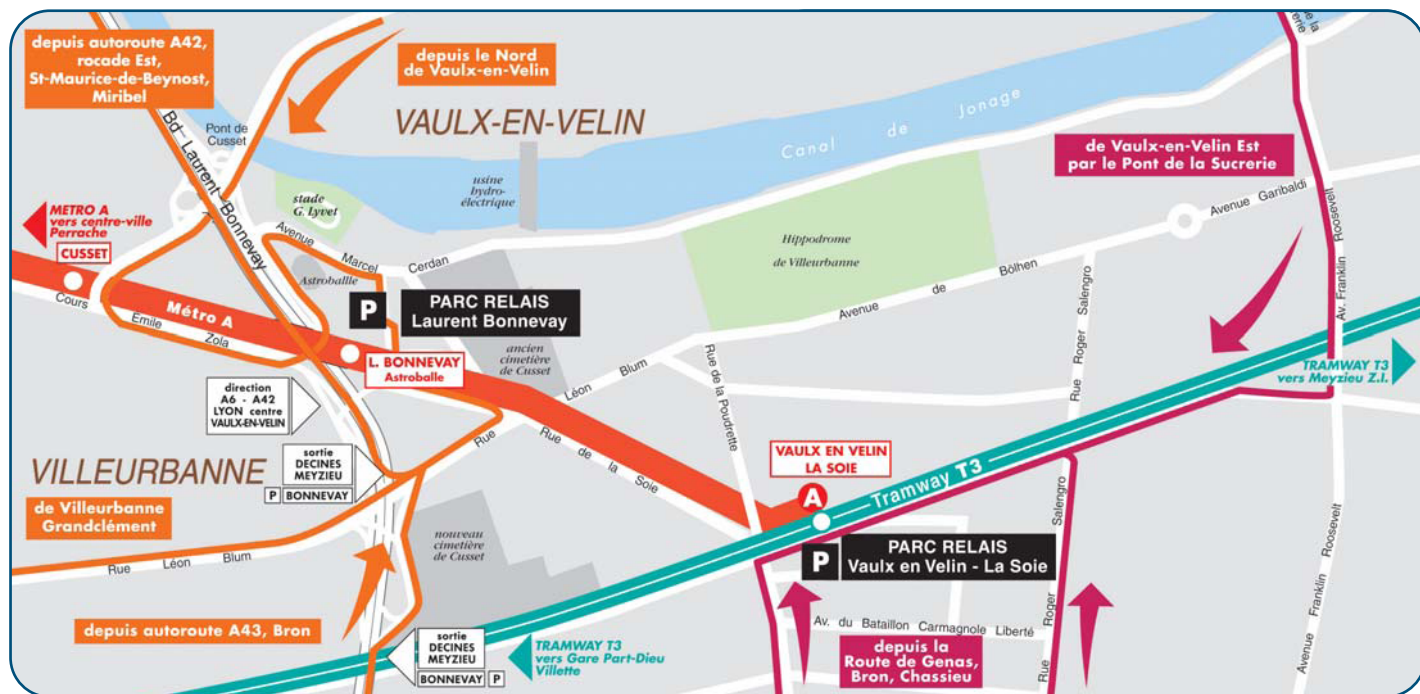 depuis autoroute A42,
rocade Est,
St-Maurice-de-Beynost,
Miribel
depuis le Nord
de Vaulx-en-Velin
VAULX-EN-VELIN
Canal de Jonage
de Vaulx-en-Velin Est
par le Pont de la Sucrerie
Pont de
Cusset
Bd Laurent Bonnevay
stade
G. Lyvet
usine
hydro-
électrique
METRO A
vers centre-ville
Perrache
CUSSET
Avenue Marcel Cerdan
Astroballle
Hippodrome
de Villeurbanne
Avenue de Böhlen
Avenue Garibaldi
Av. Franklin Roosevelt
Rue Roger Salengro
P
PARC RELAIS
Laurent Bonnevay
Métro A
Cours Emile Zola
L. BONNEVAY
Astroballe
ancien
cimetière
de Cusset
Rue Léon Blum
Rue de la Poudrette
TRAMWAY T3
vers Meyzieu Z.I.
direction
A6 - A42
LYON centre
VAULX-EN-VELIN
sortie
DECINES
MEYZIEU
P BONNEVAY
VILLEURBANNE
de Villeurbanne
Grandclément
Rue de la Soie
VAULX EN VELIN
LA SOIE
A
Tramway T3
nouveau
cimetière
de Cusset
P
PARC RELAIS
Vaulx en Velin - La Soie
Rue Léon Blum
Rue Roger Salengro
Avenue Franklin Roosevelt
Av. du Bataillon Carmagnole Liberté
depuis autoroute A43, Bron
sortie
DECINES
MEYZIEU
BONNEVAY P
TRAMWAY T3
vers Gare Part-Dieu
Villette
depuis la
Route de Genas,
Bron, Chassieu